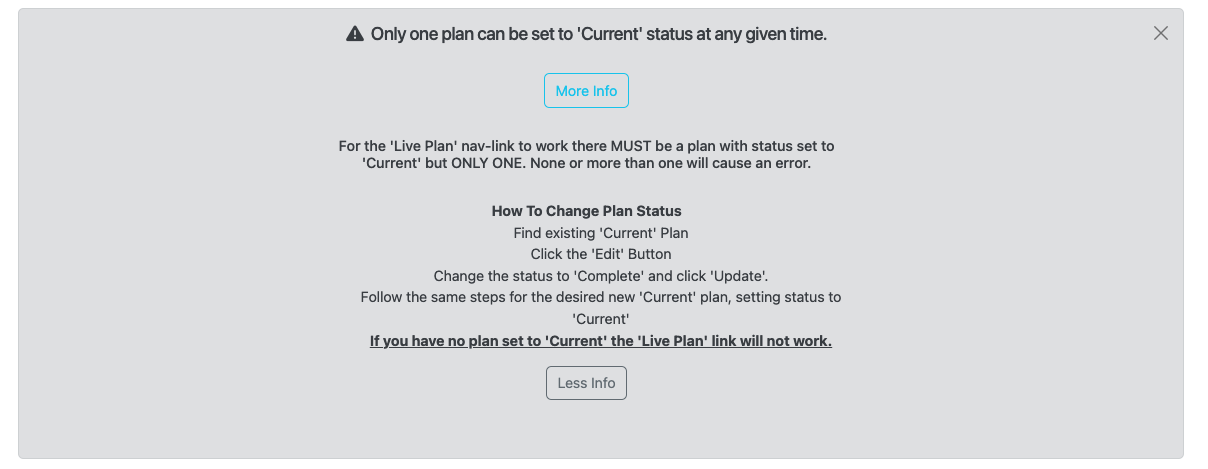 Only one plan can be set to 'Current' status at any given time.
More Info
For the 'Live Plan' nav-link to work there MUST be a plan with status set to
'Current' but ONLY ONE. None or more than one will cause an error.
How To Change Plan Status
Find existing 'Current' Plan
Click the 'Edit' Button
Change the status to 'Complete' and click 'Update'.
Follow the same steps for the desired new 'Current' plan, setting status to
'Current'
If you have no plan set to 'Current' the 'Live Plan' link will not work.
Less Info